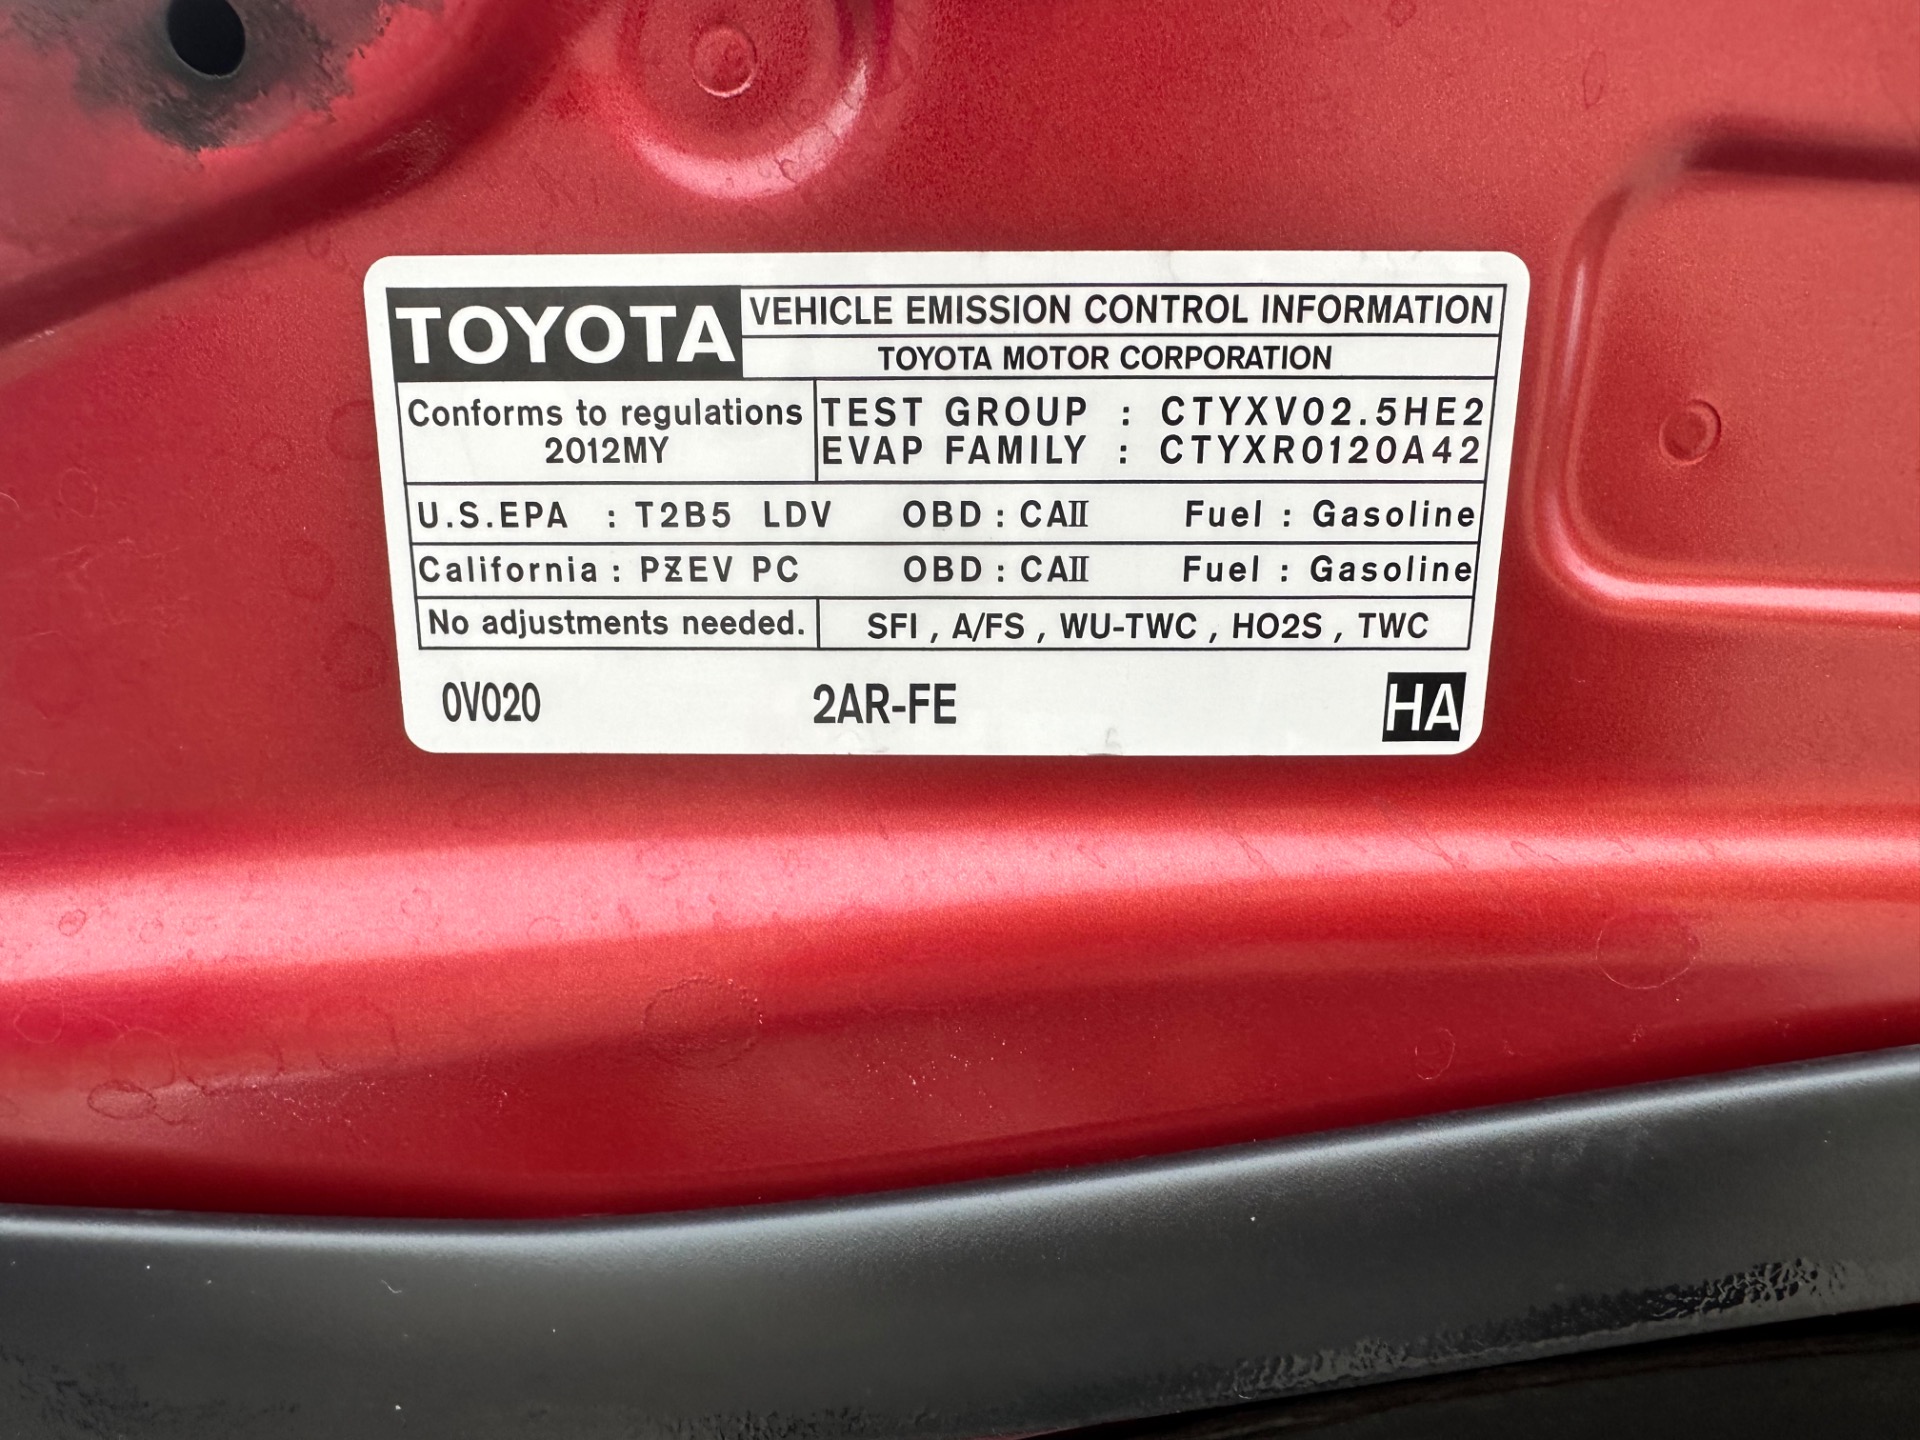 TOYOTA VEHICLE EMISSION CONTROL INFORMATION
TOYOTA MOTOR CORPORATION
Conforms to regulations
2012MY
TEST GROUP : CTYXV02.5HE2
EVAP FAMILY : CTYXR0120A42
U.S.EPA : T2B5 LDV OBD : CAⅡ Fuel : Gasoline
California : PZEV PC OBD : CAⅡ Fuel : Gasoline
No adjustments needed. SFI , A/FS , WU-TWC , HO2S , TWC
0V020 2AR-FE HA